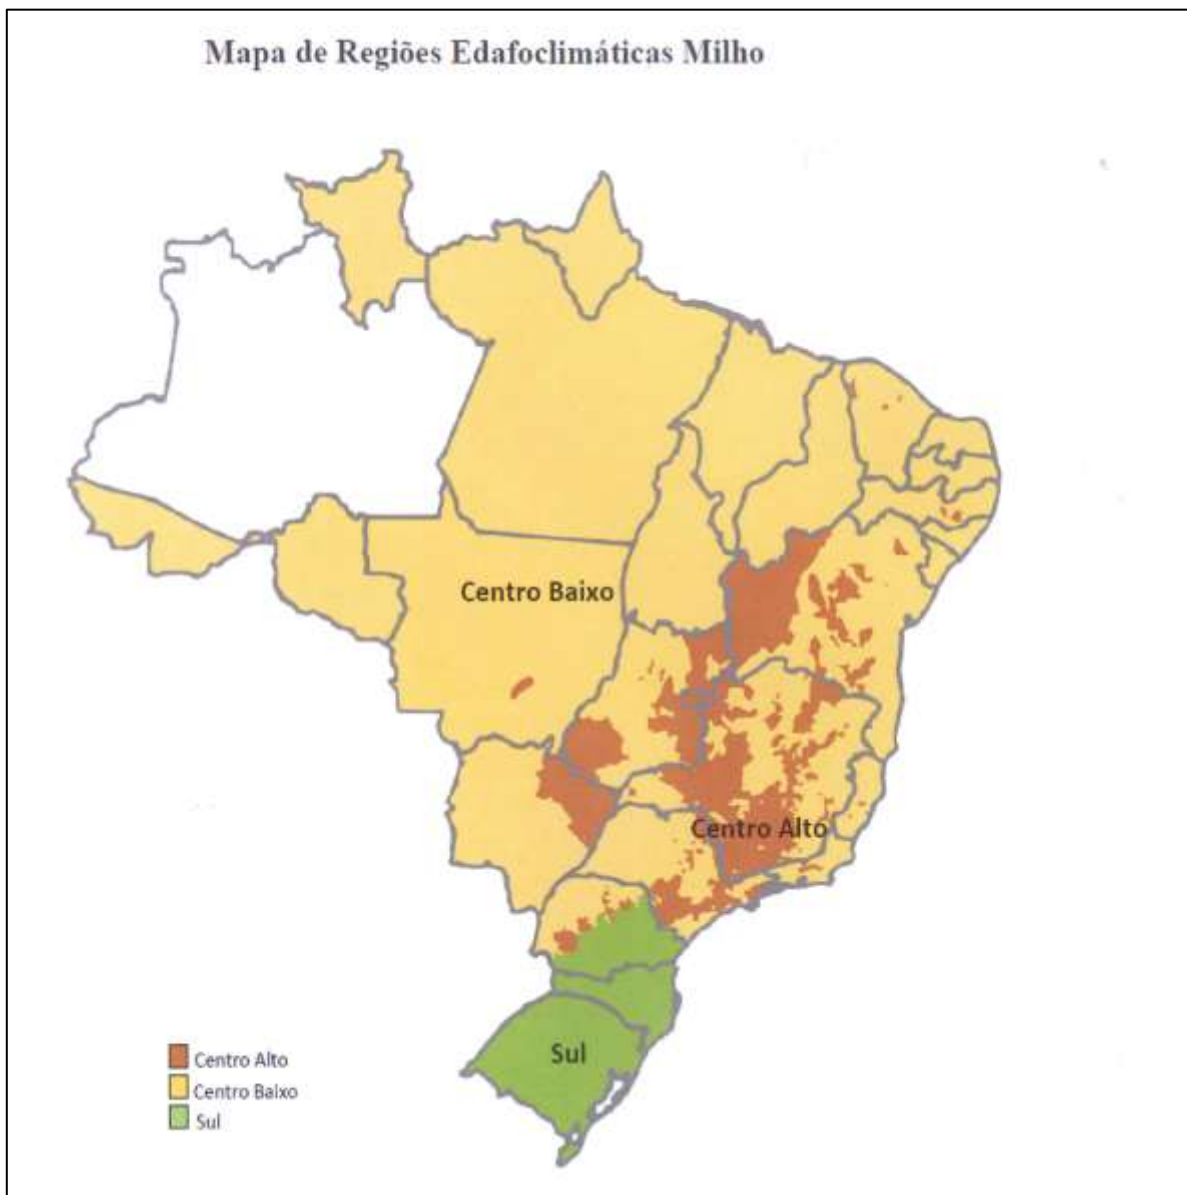 Mapa de Regiões Edafoclimáticas Milho
Centro Baixo
Centro Alto
Sul
Centro Alto
Centro Baixo
Sul